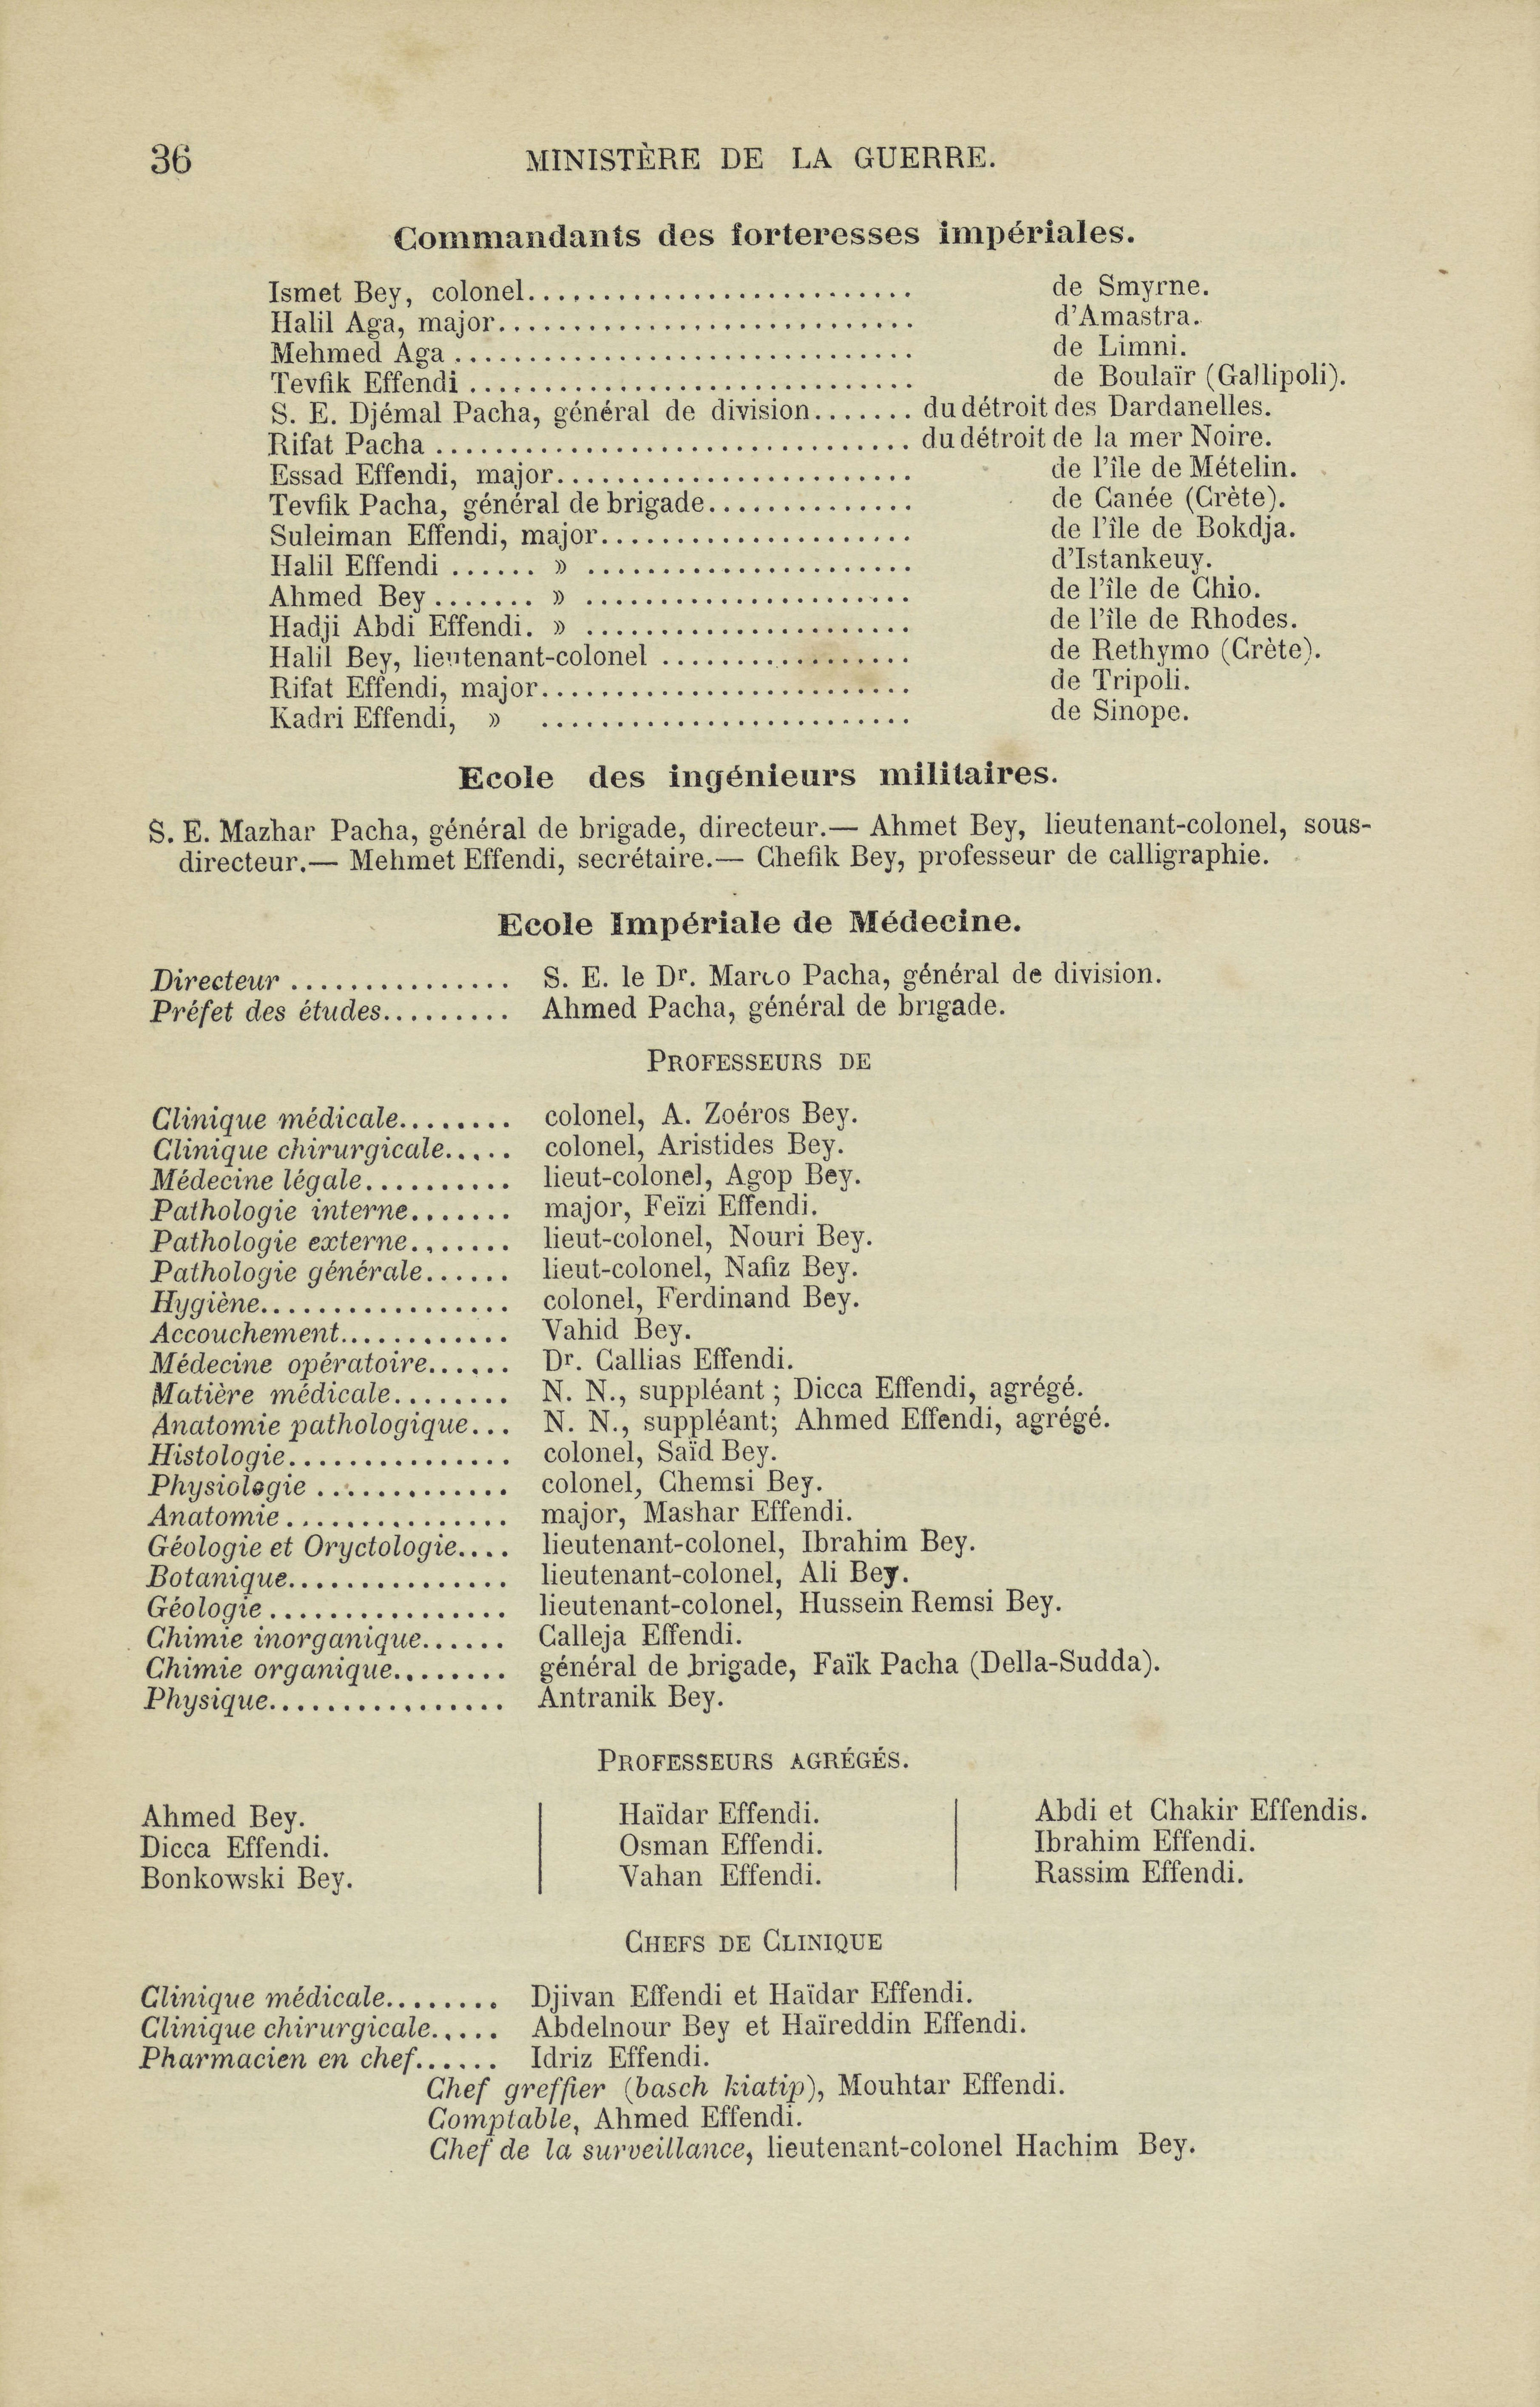 36 MINISTÈRE DE LA GUERRE.
Commandants des forteresses impériales.
Ismet Bey, colonel.......................... de Smyrne.
Halil Aga, major............................ d'Amastra.
Mehmed Aga ............................... de Limni.
Tevfik Effendi .............................. de Boulaïr (Gallipoli).
S. E. Djémal Pacha, général de division....... du détroit des Dardanelles.
Rifat Pacha ................................ du détroit de la mer Noire.
Essad Effendi, major........................ de l'île de Mételin.
Tevfik Pacha, général de brigade.............. de Canée (Crète).
Suleiman Effendi, major..................... de l'île de Bokdja.
Halil Effendi ...... » ...................... d'Istankeuy.
Ahmed Bey ....... » ...................... de l'île de Chio.
Hadji Abdi Effendi. » ...................... de l'île de Rhodes.
Halil Bey, lieutenant-colonel ................. de Rethymo (Crète).
Rifat Effendi, major......................... de Tripoli.
Kadri Effendi, » ......................... de Sinope.
Ecole des ingénieurs militaires.
S. E. Mazhar Pacha, général de brigade, directeur.— Ahmet Bey, lieutenant-colonel, sous-
directeur.— Mehmet Effendi, secrétaire.— Chefik Bey, professeur de calligraphie.
Ecole Impériale de Médecine.
Directeur ............... S. E. le Dr. Marco Pacha, général de division.
Préfet des études......... Ahmed Pacha, général de brigade.
PROFESSEURS DE
Clinique médicale........ colonel, A. Zoéros Bey.
Clinique chirurgicale..... colonel, Aristides Bey.
Médecine légale.......... lieut-colonel, Agop Bey.
Pathologie interne....... major, Feïzi Effendi.
Pathologie externe....... lieut-colonel, Nouri Bey.
Pathologie générale...... lieut-colonel, Nafiz Bey.
Hygiène................. colonel, Ferdinand Bey.
Accouchement............ Vahid Bey.
Médecine opératoire...... Dr. Callias Effendi.
Matière médicale........ N. N., suppléant ; Dicca Effendi, agrégé.
Anatomie pathologique... N. N., suppléant; Ahmed Effendi, agrégé.
Histologie............... colonel, Saïd Bey.
Physiologie ............. colonel, Chemsi Bey.
Anatomie............... major, Mashar Effendi.
Géologie et Oryctologie.... lieutenant-colonel, Ibrahim Bey.
Botanique............... lieutenant-colonel, Ali Bey.
Géologie ................ lieutenant-colonel, Hussein Remsi Bey.
Chimie inorganique...... Calleja Effendi.
Chimie organique........ général de brigade, Faïk Pacha (Della-Sudda).
Physique................ Antranik Bey.
PROFESSEURS AGRÉGÉS.
Ahmed Bey. Haïdar Effendi. Abdi et Chakir Effendis.
Dicca Effendi. Osman Effendi. Ibrahim Effendi.
Bonkowski Bey. Vahan Effendi. Rassim Effendi.
CHEFS DE CLINIQUE
Clinique médicale........ Djivan Effendi et Haïdar Effendi.
Clinique chirurgicale..... Abdelnour Bey et Haïreddin Effendi.
Pharmacien en chef...... Idriz Effendi.
Chef greffier (basch kiatip), Mouhtar Effendi.
Comptable, Ahmed Effendi.
Chef de la surveillance, lieutenant-colonel Hachim Bey.